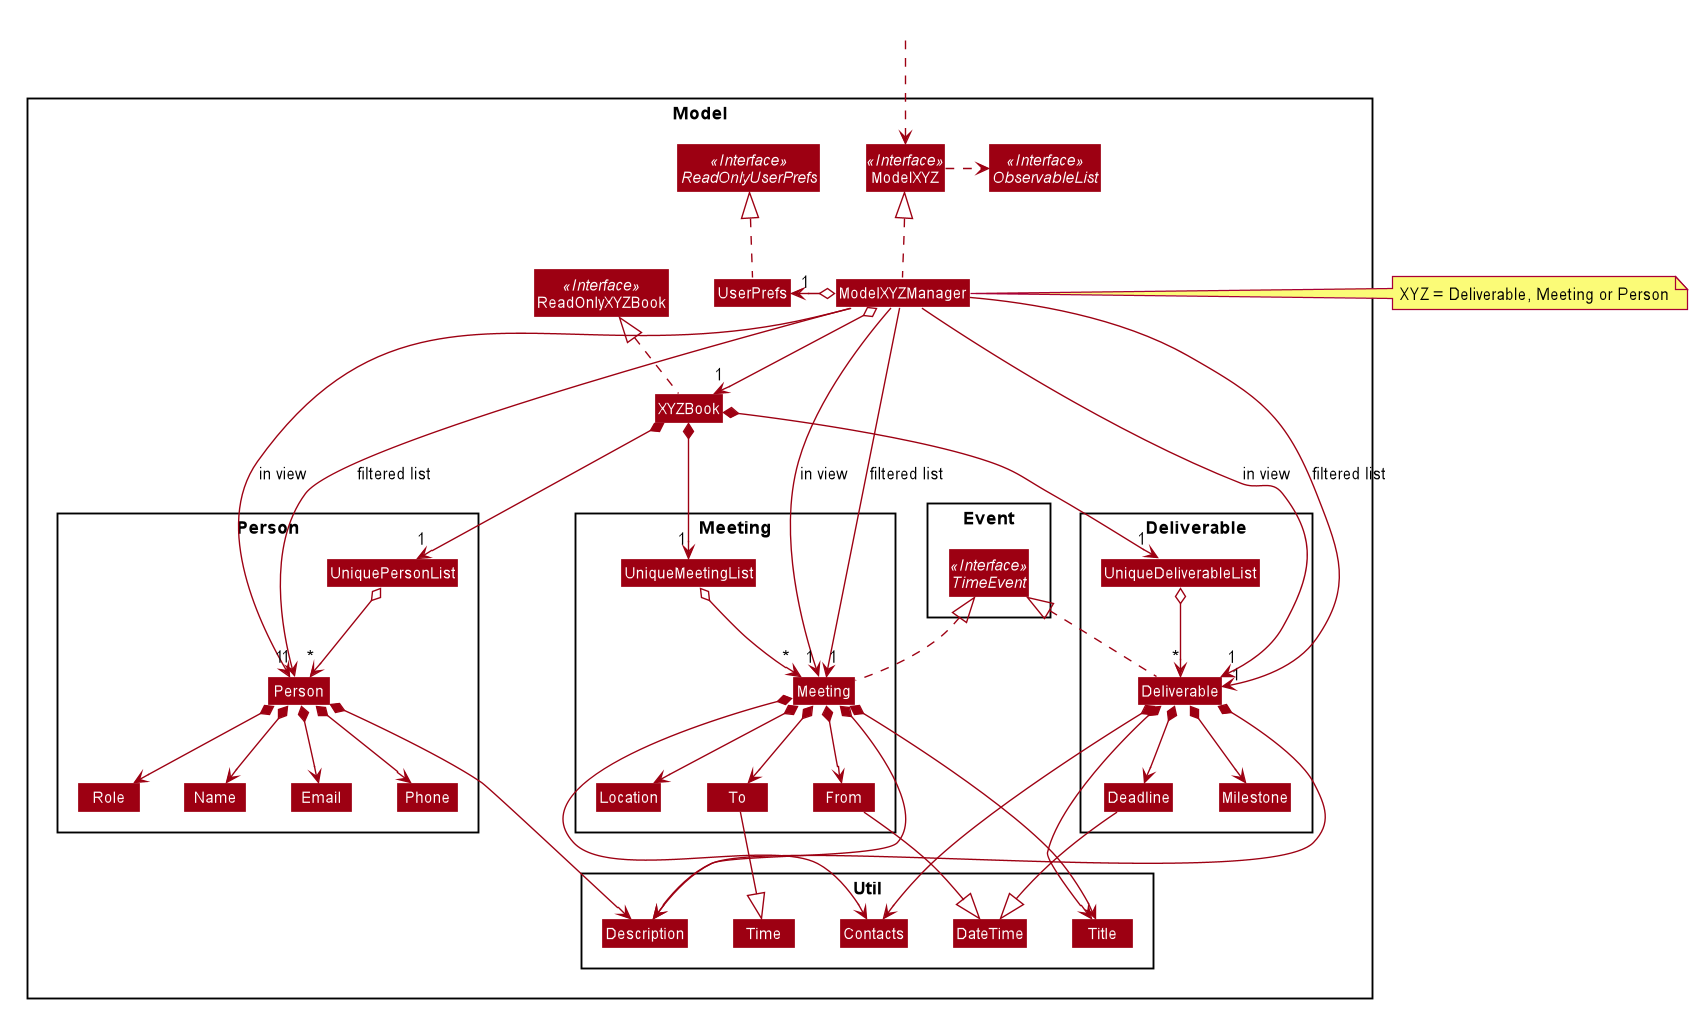 Model
«Interface»
ReadOnlyUserPrefs
«Interface»
ModelXYZ
«Interface»
ObservableList
«Interface»
ReadOnlyXYZBook
UserPrefs
1
ModelXYZManager
XYZ = Deliverable, Meeting or Person
1
XYZBook
in view
filtered list
in view
filtered list
in view
filtered list
Person
Meeting
Event
Deliverable
1
1
1
UniquePersonList
UniqueMeetingList
«Interface»
TimeEvent
UniqueDeliverableList
1
1
*
*
1
1
*
1
1
Person
Meeting
Deliverable
Role
Name
Email
Phone
Location
To
From
Deadline
Milestone
Util
Description
Time
Contacts
DateTime
Title